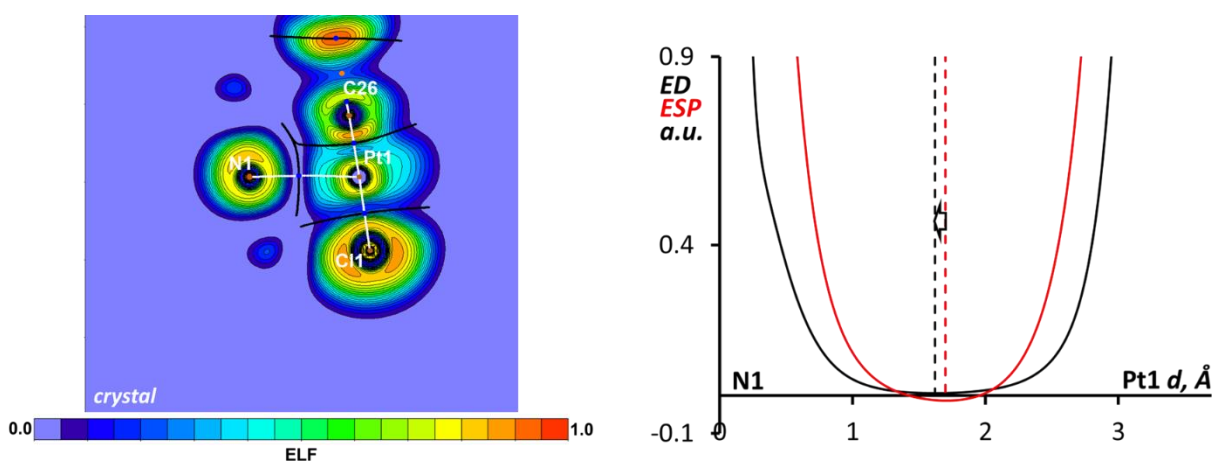 C26
N1
Pt1
Cl1
crystal
0.0
1.0
ELF
0.9
ED
ESP
a.u.
0.4
N1
Pt1 d, Å
-0.1
0
1
2
3